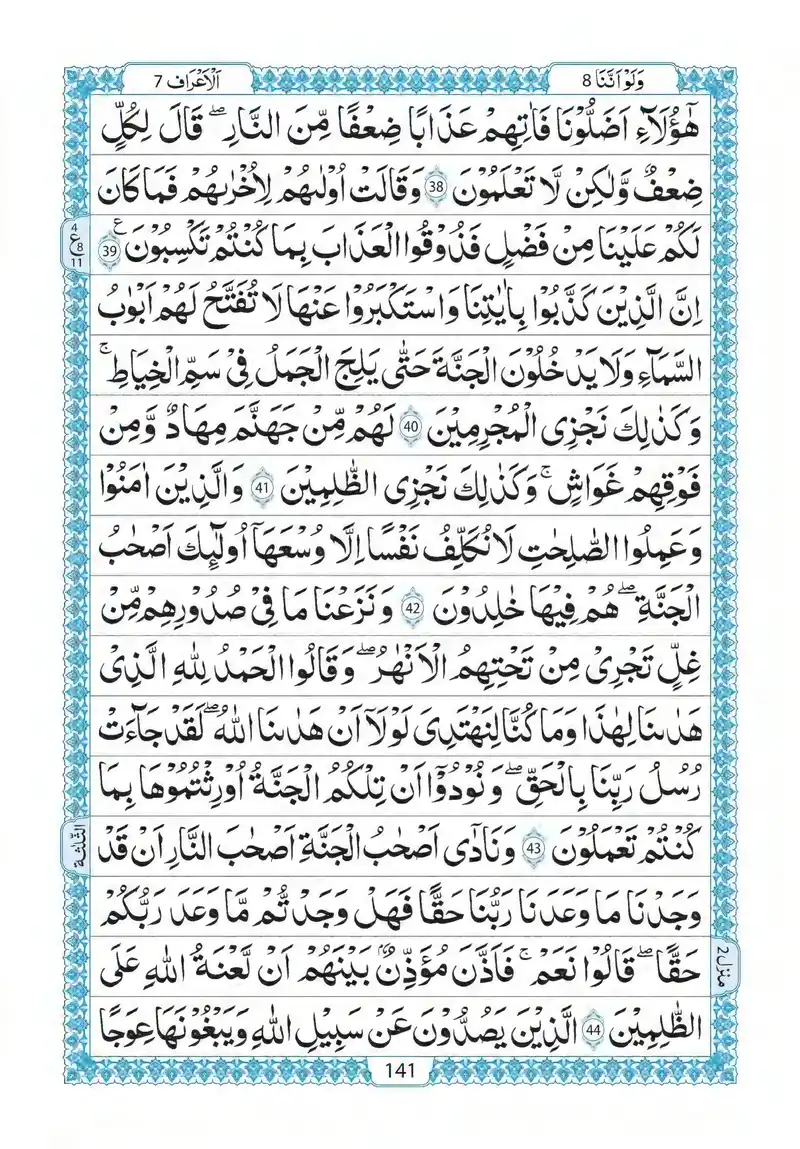 وَلَوْ اَنَّنَا 8
اَلْاَعْرَاف 7
هٰٓؤُلَآءِ اَضَلُّوْنَا فَاٰتِهِمْ عَذَابًا ضِعْفًا مِّنَ النَّارِ ۖ قَالَ لِكُلٍّ
ضِعْفٌ وَّلٰكِنْ لَّا تَعْلَمُوْنَ 38 وَقَالَتْ اُوْلٰىهُمْ لِاُخْرٰىهُمْ فَمَا كَانَ
لَكُمْ عَلَيْنَا مِنْ فَضْلٍ فَذُوْقُوا الْعَذَابَ بِمَا كُنْتُمْ تَكْسِبُوْنَ 39 ع
4
ع 8
11
اِنَّ الَّذِيْنَ كَذَّبُوْا بِاٰيٰتِنَا وَاسْتَكْبَرُوْا عَنْهَا لَا تُفَتَّحُ لَهُمْ اَبْوٰبُ
السَّمَآءِ وَلَا يَدْخُلُوْنَ الْجَنَّةَ حَتّٰى يَلِجَ الْجَمَلُ فِىْ سَمِّ الْخِيَاطِ ۚ
وَكَذٰلِكَ نَجْزِى الْمُجْرِمِيْنَ 40 لَهُمْ مِّنْ جَهَنَّمَ مِهَادٌ وَّمِنْ
فَوْقِهِمْ غَوَاشٍ ۚ وَكَذٰلِكَ نَجْزِى الظّٰلِمِيْنَ 41 وَالَّذِيْنَ اٰمَنُوْا
وَعَمِلُوا الصّٰلِحٰتِ لَا نُكَلِّفُ نَفْسًا اِلَّا وُسْعَهَآ اُولٰٓئِكَ اَصْحٰبُ
الْجَنَّةِ ۖ هُمْ فِيْهَا خٰلِدُوْنَ 42 وَنَزَعْنَا مَا فِىْ صُدُوْرِهِمْ مِّنْ
غِلٍّ تَجْرِىْ مِنْ تَحْتِهِمُ الْاَنْهٰرُ ۖ وَقَالُوا الْحَمْدُ لِلّٰهِ الَّذِىْ
هَدٰىنَا لِهٰذَا وَمَا كُنَّا لِنَهْتَدِىَ لَوْلَآ اَنْ هَدٰىنَا اللّٰهُ ۖ لَقَدْ جَآءَتْ
رُسُلُ رَبِّنَا بِالْحَقِّ ۖ وَنُوْدُوْٓا اَنْ تِلْكُمُ الْجَنَّةُ اُوْرِثْتُمُوْهَا بِمَا
كُنْتُمْ تَعْمَلُوْنَ 43 وَنَادٰٓى اَصْحٰبُ الْجَنَّةِ اَصْحٰبَ النَّارِ اَنْ قَدْ
الثّلٰثة
وَجَدْنَا مَا وَعَدَنَا رَبُّنَا حَقًّا فَهَلْ وَجَدْتُّمْ مَّا وَعَدَ رَبُّكُمْ
حَقًّا ۖ قَالُوْا نَعَمْ ۚ فَاَذَّنَ مُؤَذِّنٌۢ بَيْنَهُمْ اَنْ لَّعْنَةُ اللّٰهِ عَلَى
منزل 2
الظّٰلِمِيْنَ 44 الَّذِيْنَ يَصُدُّوْنَ عَنْ سَبِيْلِ اللّٰهِ وَيَبْغُوْنَهَا عِوَجًا
141